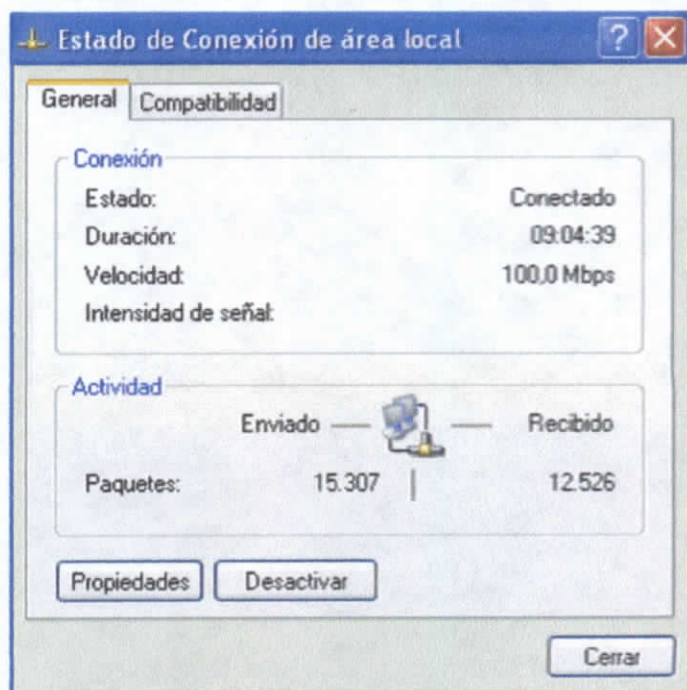 Estado de Conexión de área local
General Compatibilidad
Conexión
Estado: Conectado
Duración: 09:04:39
Velocidad: 100,0 Mbps
Intensidad de señal:
Actividad
Enviado Recibido
Paquetes: 15.307 12.526
Propiedades Desactivar
Cerrar